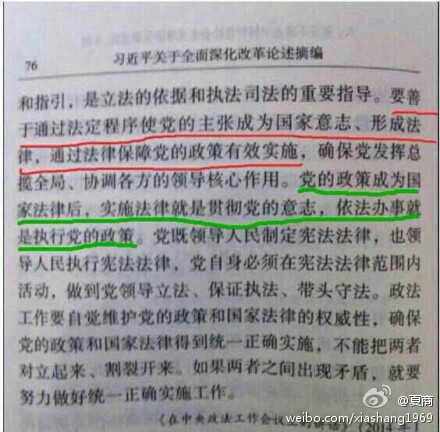 76
习近平关于全面深化改革论述摘编
和指引，是立法的依据和执法司法的重要指导。要善
于通过法定程序使党的主张成为国家意志、形成法
律，通过法律保障党的政策有效实施，确保党发挥总
揽全局、协调各方的领导核心作用。党的政策成为国
家法律后，实施法律就是贯彻党的意志，依法办事就
是执行党的政策。党既领导人民制定宪法法律，也领
导人民执行宪法法律，党自身必须在宪法法律范围内
活动，做到党领导立法、保证执法、带头守法。政法
工作要自觉维护党的政策和国家法律的权威性，确保
党的政策和国家法律得到统一正确实施，不能把两者
对立起来、割裂开来。如果两者之间出现矛盾，就要
努力做好统一正确实施工作。
《在中央政法工作会议
@夏商
weibo.com/xiashang1969